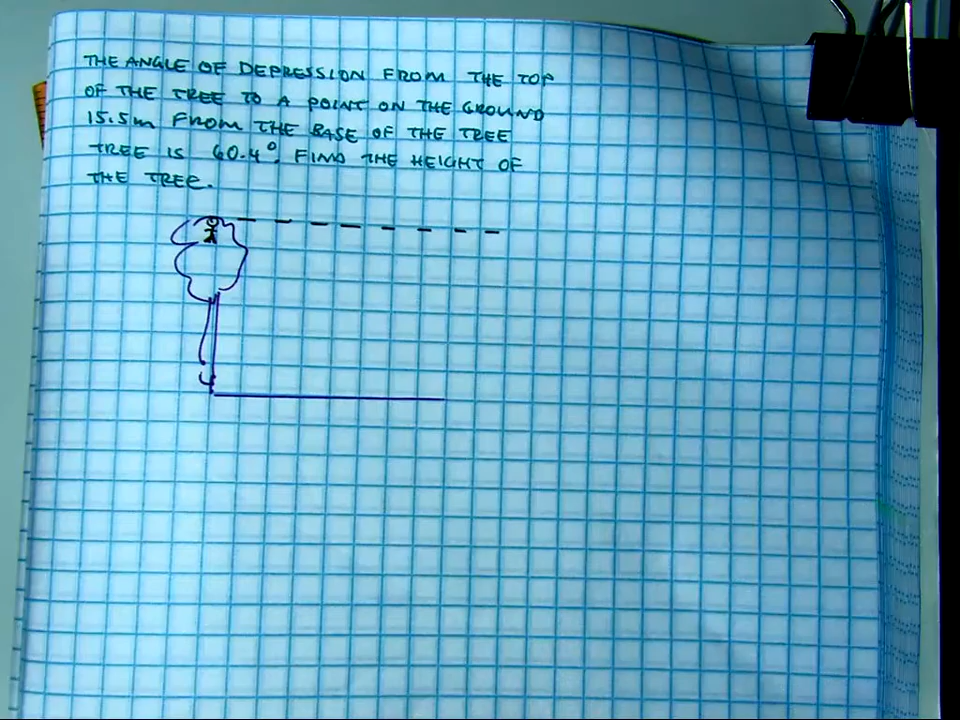 THE ANGLE OF DEPRESSION FROM THE TOP
OF THE TREE TO A POINT ON THE GROUND
15.5m FROM THE BASE OF THE TREE
TREE IS 60.4°. FIND THE HEIGHT OF
THE TREE.